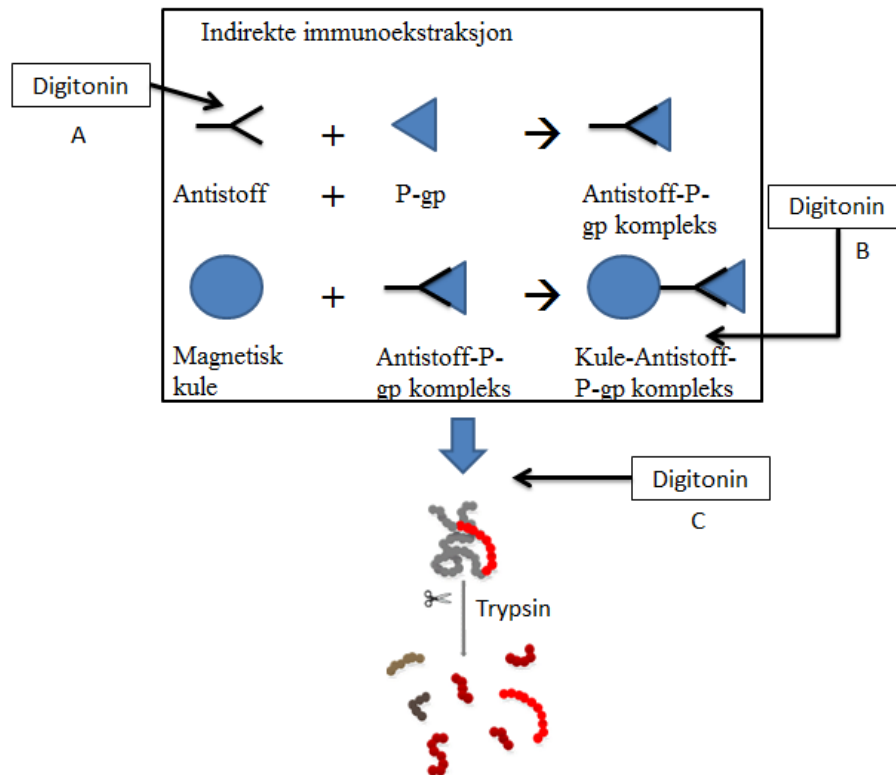 Indirekte immunoekstraksjon
Digitonin
A
+
→
Antistoff
+
P-gp
Antistoff-P-
gp kompleks
Digitonin
B
+
→
Magnetisk
kule
Antistoff-P-
gp kompleks
Kule-Antistoff-
P-gp kompleks
Digitonin
C
Trypsin